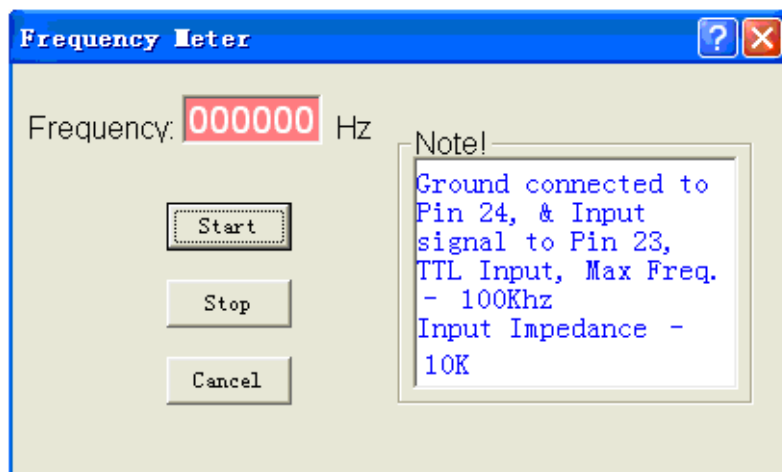 Frequency Meter
Frequency: 000000 Hz
Start
Stop
Cancel
Note!
Ground connected to
Pin 24, & Input
signal to Pin 23,
TTL Input, Max Freq.
- 100Khz
Input Impedance -
10K